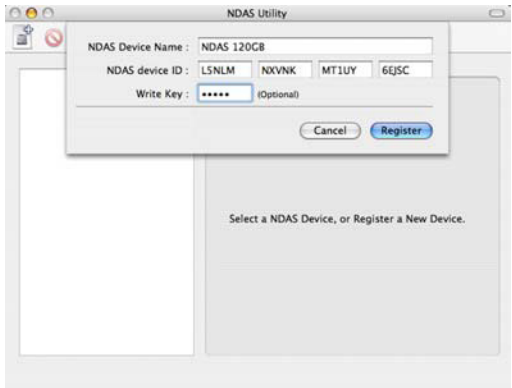 NDAS Utility
NDAS Device Name : NDAS 120GB
NDAS device ID : L5NLM NXVNK MT1UY 6EJSC
Write Key : ••••• (Optional)
Cancel Register
Select a NDAS Device, or Register a New Device.